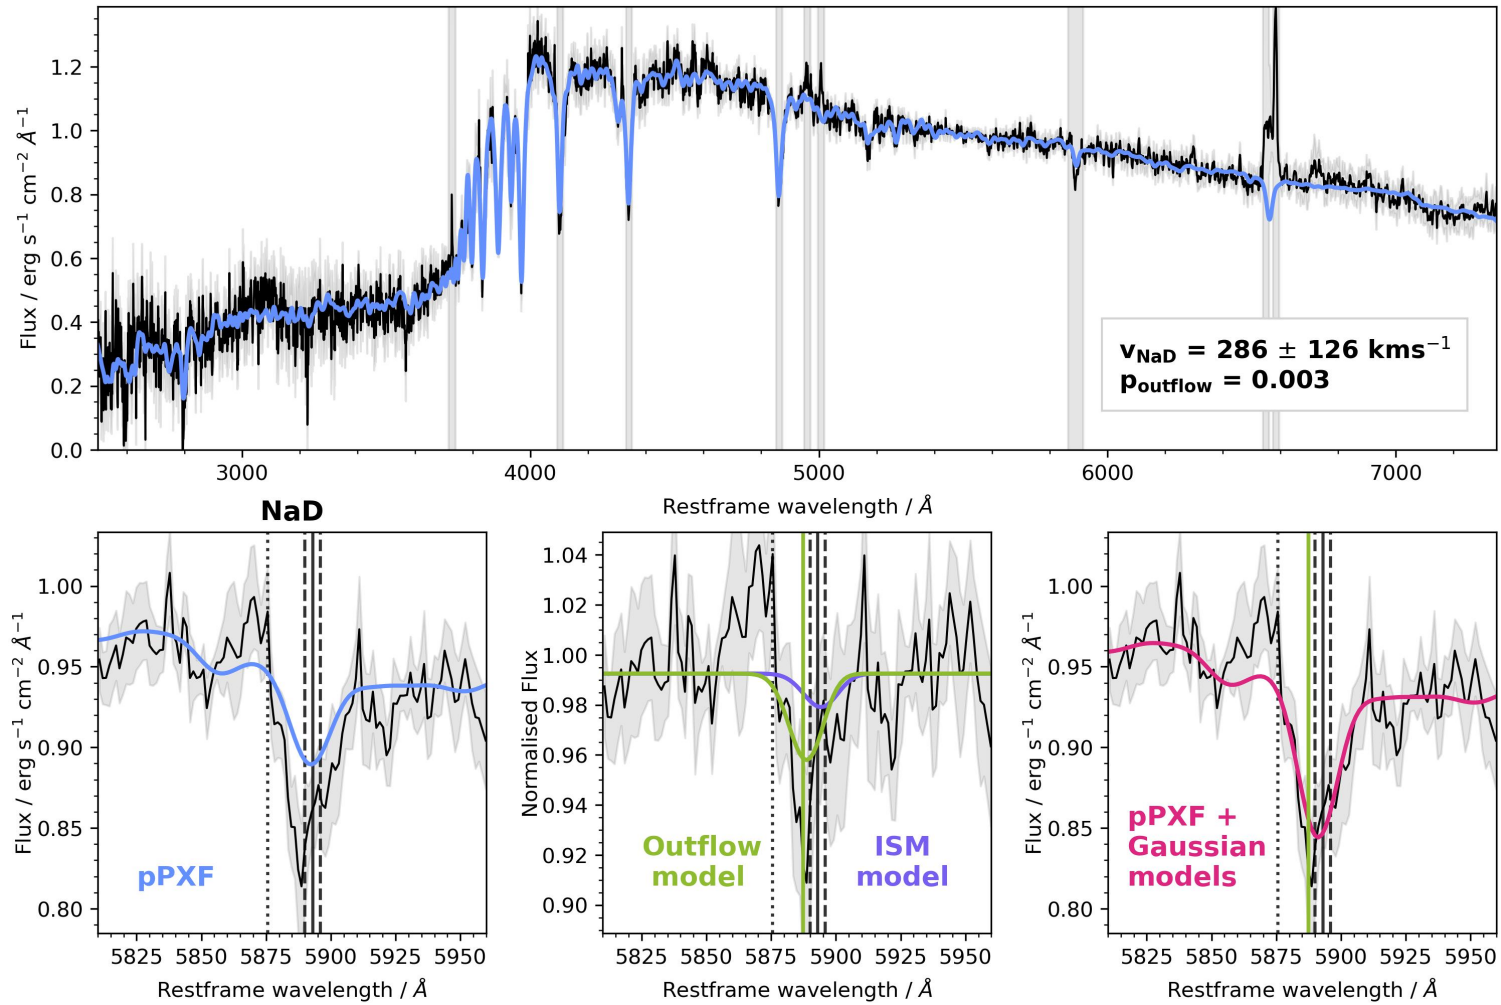 1.2
1.0
0.8
0.6
0.4
0.2
0.0
Flux / erg s⁻¹ cm⁻² Å⁻¹
v_NaD = 286 ± 126 kms⁻¹
p_outflow = 0.003
3000 4000 5000 6000 7000
Restframe wavelength / Å
NaD
1.00
0.95
0.90
0.85
0.80
Flux / erg s⁻¹ cm⁻² Å⁻¹
pPXF
5825 5850 5875 5900 5925 5950
Restframe wavelength / Å
1.04
1.02
1.00
0.98
0.96
0.94
0.92
0.90
Normalised Flux
Outflow
model
ISM
model
5825 5850 5875 5900 5925 5950
Restframe wavelength / Å
1.00
0.95
0.90
0.85
0.80
Flux / erg s⁻¹ cm⁻² Å⁻¹
pPXF +
Gaussian
models
5825 5850 5875 5900 5925 5950
Restframe wavelength / Å